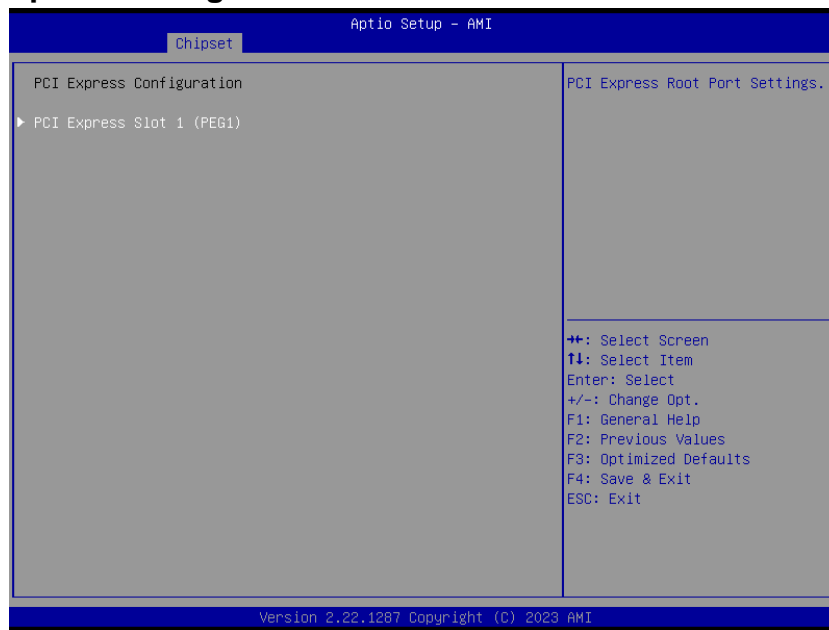 Aptio Setup – AMI
Chipset
PCI Express Configuration
PCI Express Root Port Settings.
▶ PCI Express Slot 1 (PEG1)
→←: Select Screen
↑↓: Select Item
Enter: Select
+/-: Change Opt.
F1: General Help
F2: Previous Values
F3: Optimized Defaults
F4: Save & Exit
ESC: Exit
Version 2.22.1287 Copyright (C) 2023 AMI